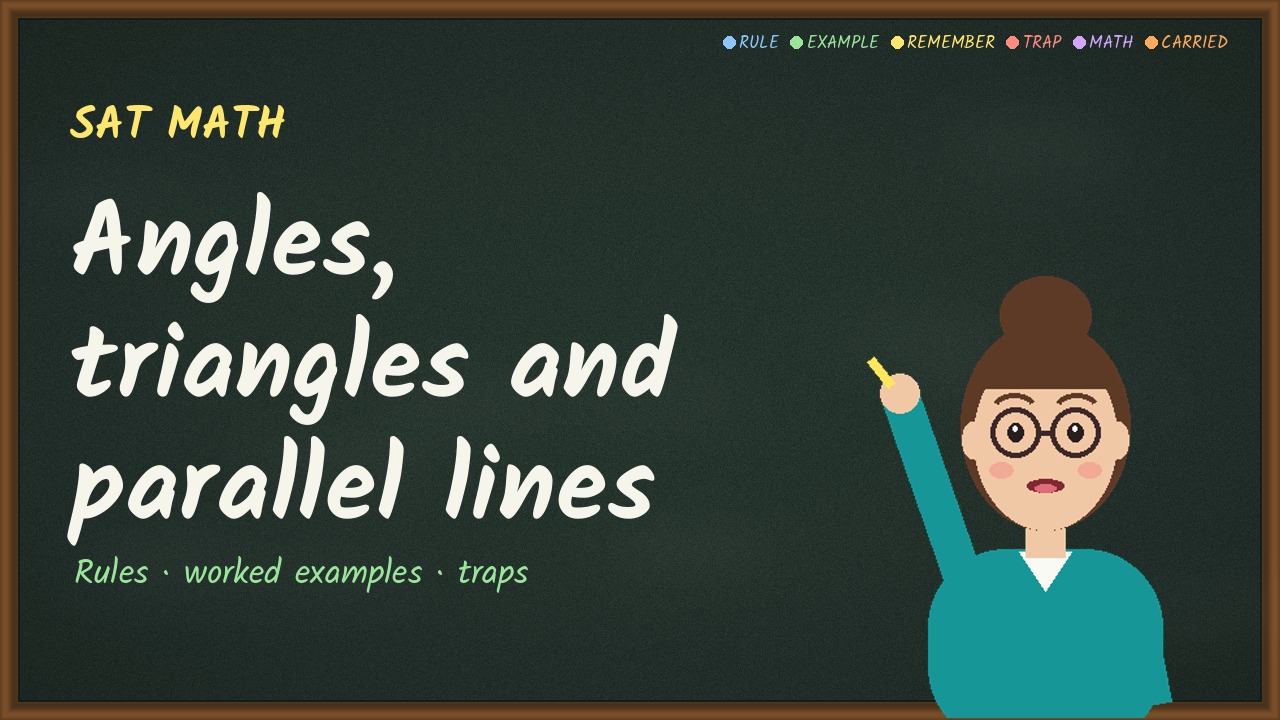 RULE EXAMPLE REMEMBER TRAP MATH CARRIED
SAT MATH
Angles,
triangles and
parallel lines
Rules · worked examples · traps